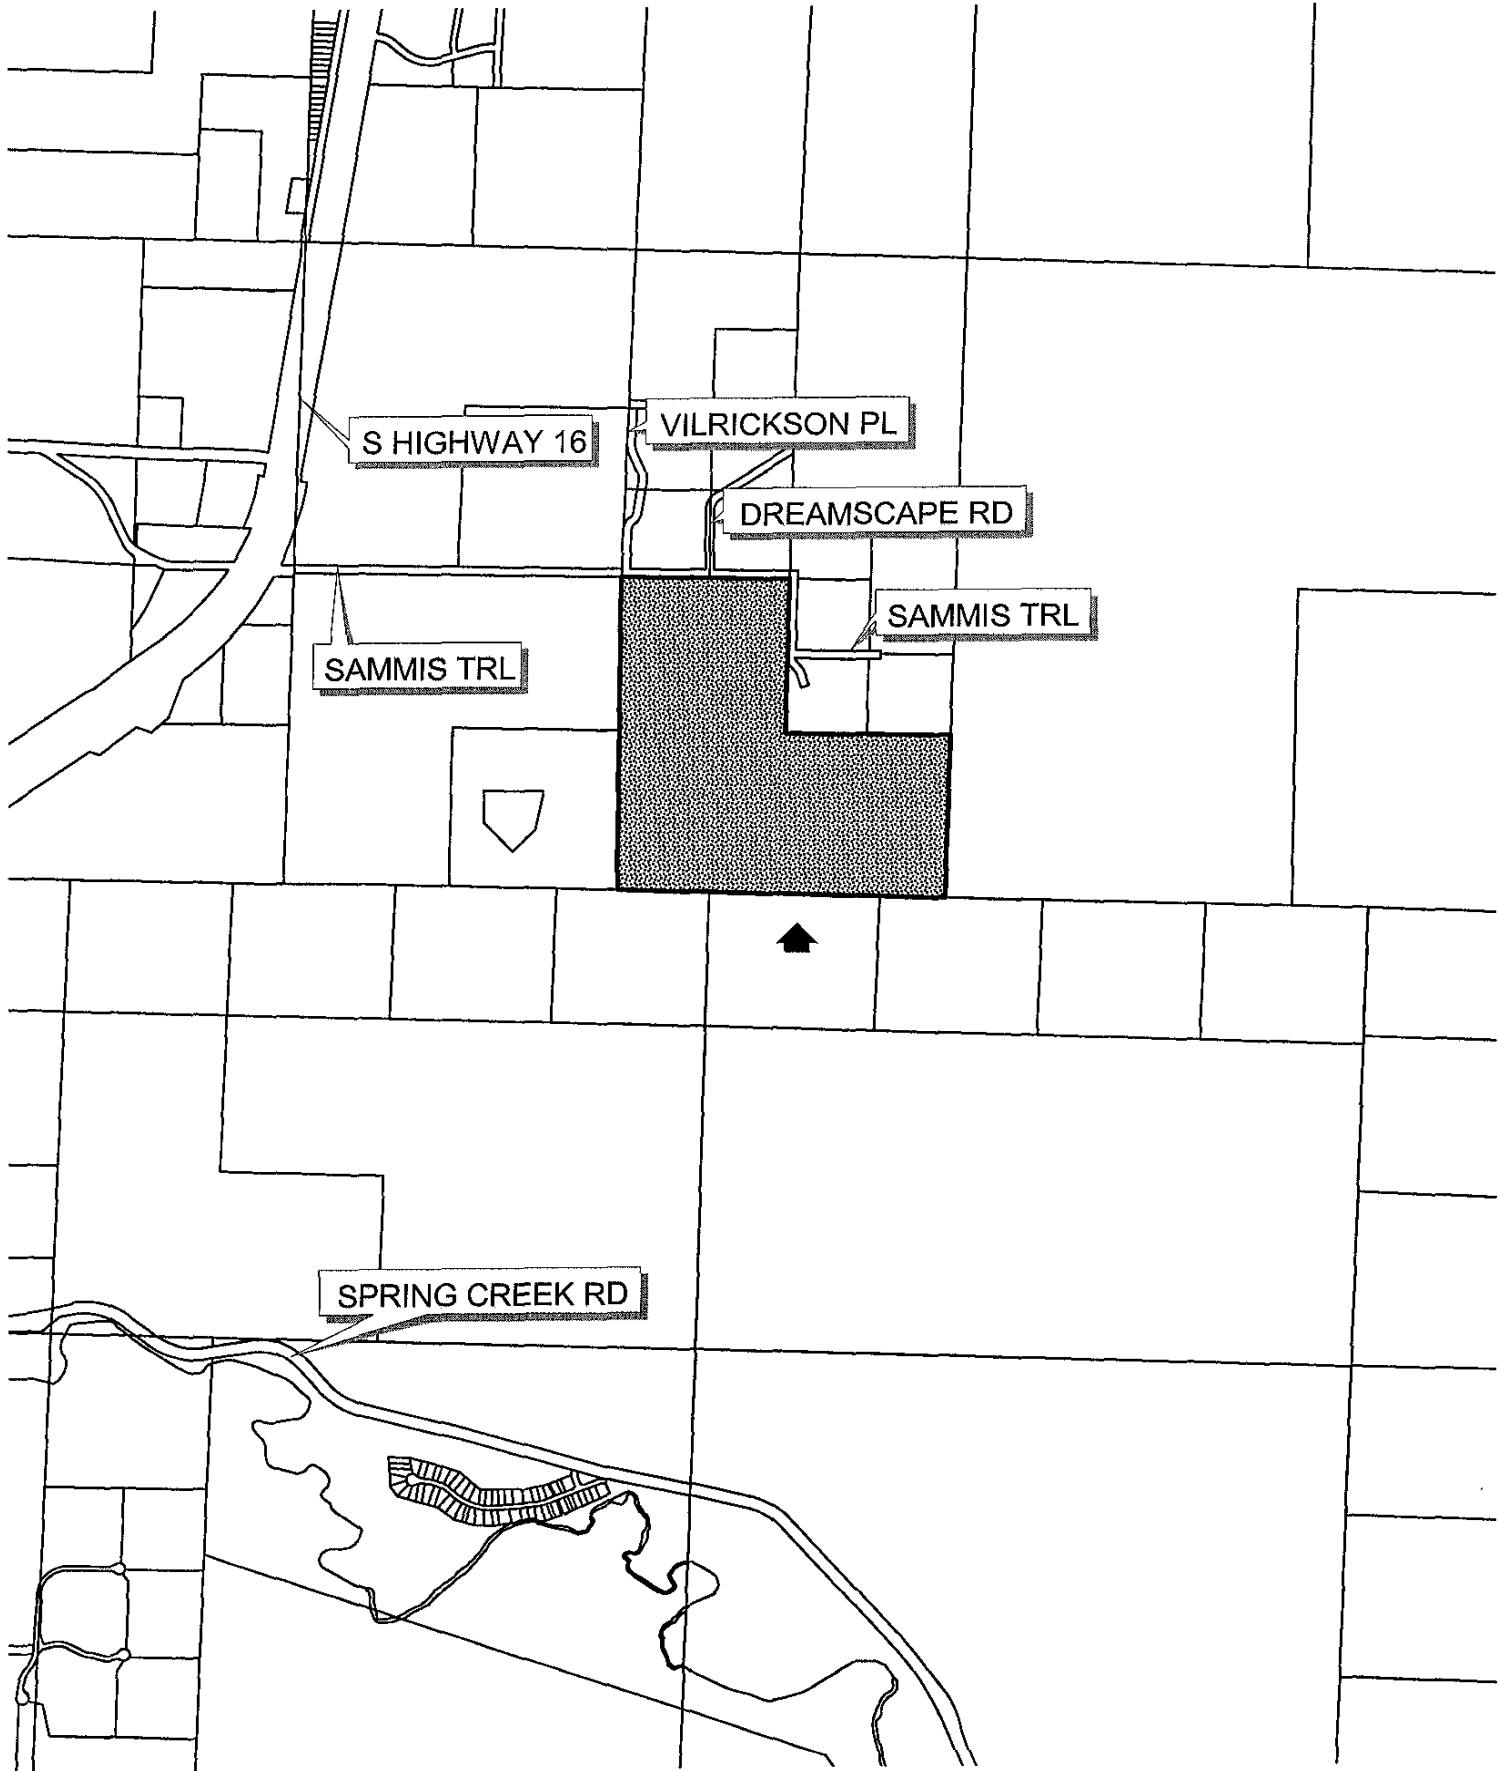 S HIGHWAY 16
VILRICKSON PL
DREAMSCAPE RD
SAMMIS TRL
SAMMIS TRL
SPRING CREEK RD